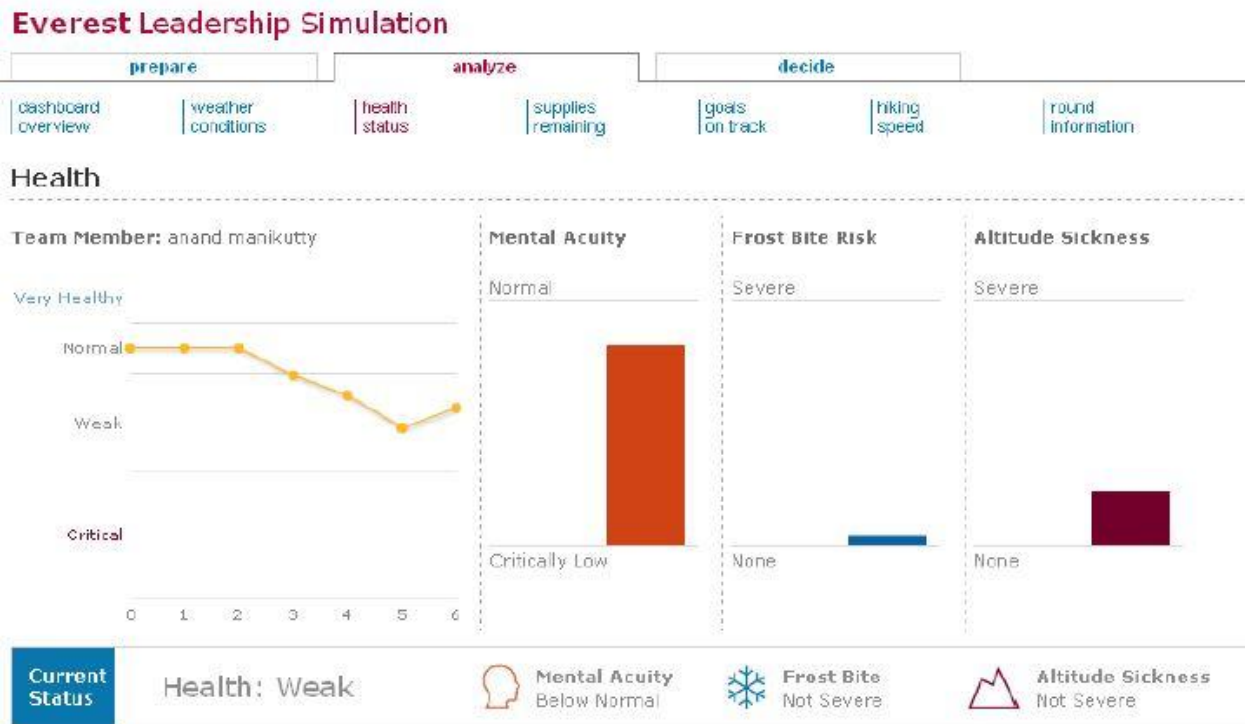 Everest Leadership Simulation
prepare
analyze
decide
dashboard
overview
weather
conditions
health
status
supplies
remaining
goals
on track
hiking
speed
round
information
Health
Team Member: anand manikutty
Very Healthy
Normal
Weak
Critical
0 1 2 3 4 5 6
Mental Acuity
Normal
Critically Low
Frost Bite Risk
Severe
None
Altitude Sickness
Severe
None
Current
Status
Health: Weak
Mental Acuity
Below Normal
Frost Bite
Not Severe
Altitude Sickness
Not Severe